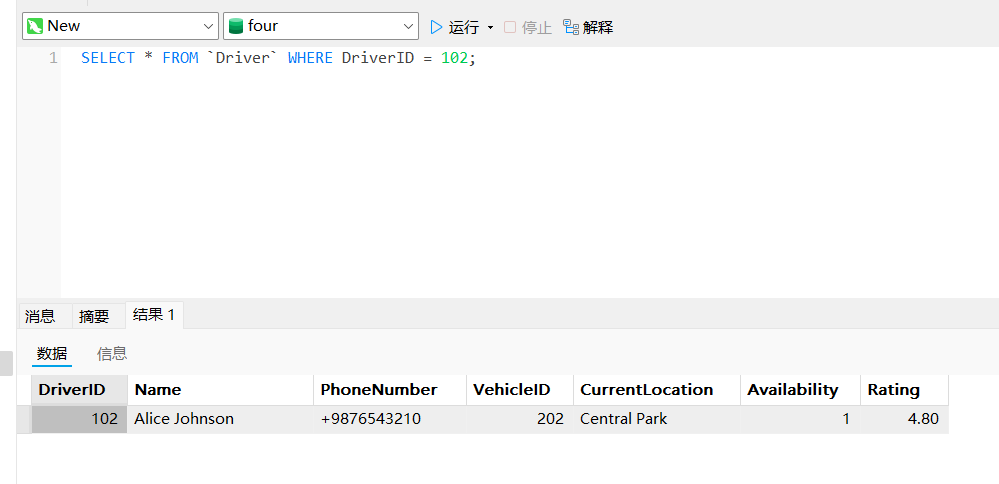 New four 运行 停止 解释
1 SELECT * FROM `Driver` WHERE DriverID = 102;
消息 摘要 结果 1
数据 信息
DriverID Name PhoneNumber VehicleID CurrentLocation Availability Rating
102 Alice Johnson +9876543210 202 Central Park 1 4.80